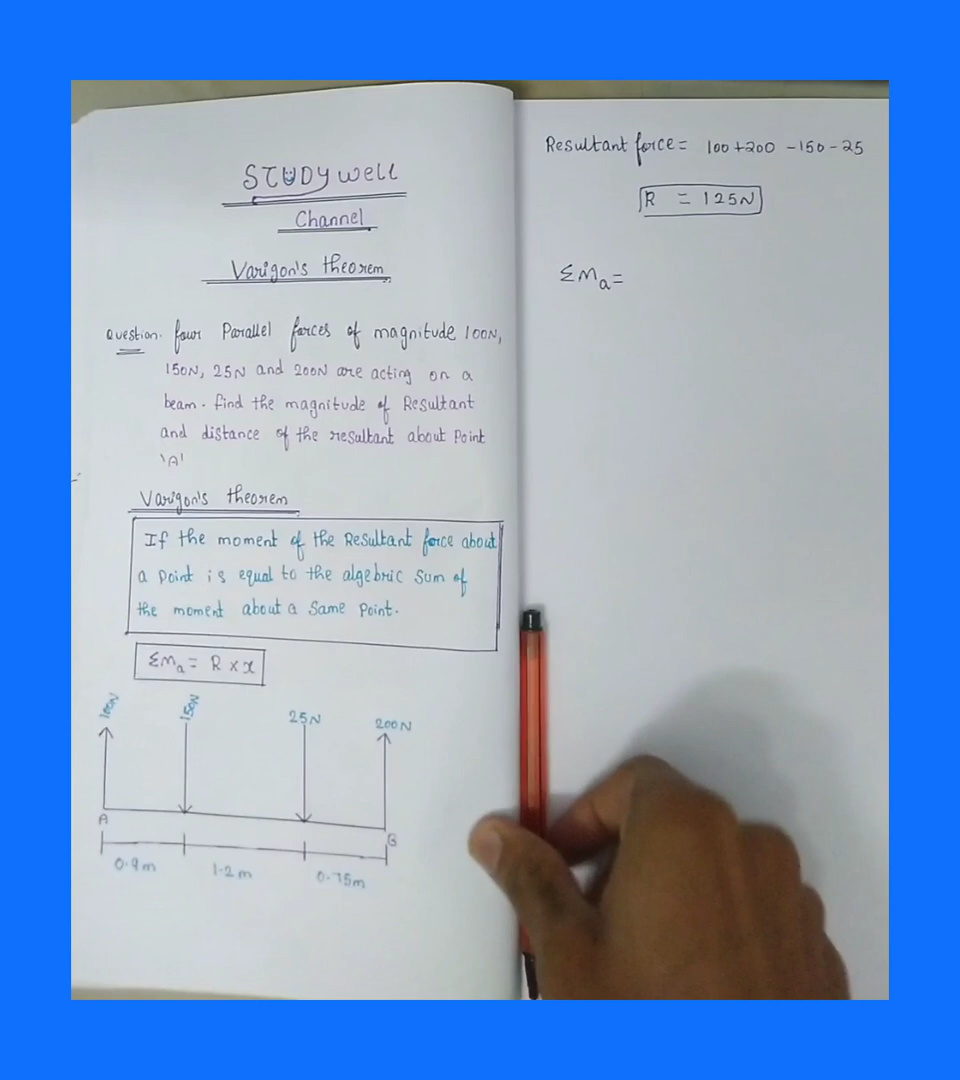 STUDY well
Channel
Varigon's theorem
Question. four Parallel forces of magnitude 100N,
150N, 25N and 200N are acting on a
beam. find the magnitude of Resultant
and distance of the resultant about Point
'A'
Varigon's theorem
If the moment of the Resultant force about
a point is equal to the algebric sum of
the moment about a same point.
ΣMa = R x x
100N
150N
25N
200N
A
B
0.9m
1.2m
0.75m
Resultant force = 100+200 -150-25
R = 125N
ΣMa =